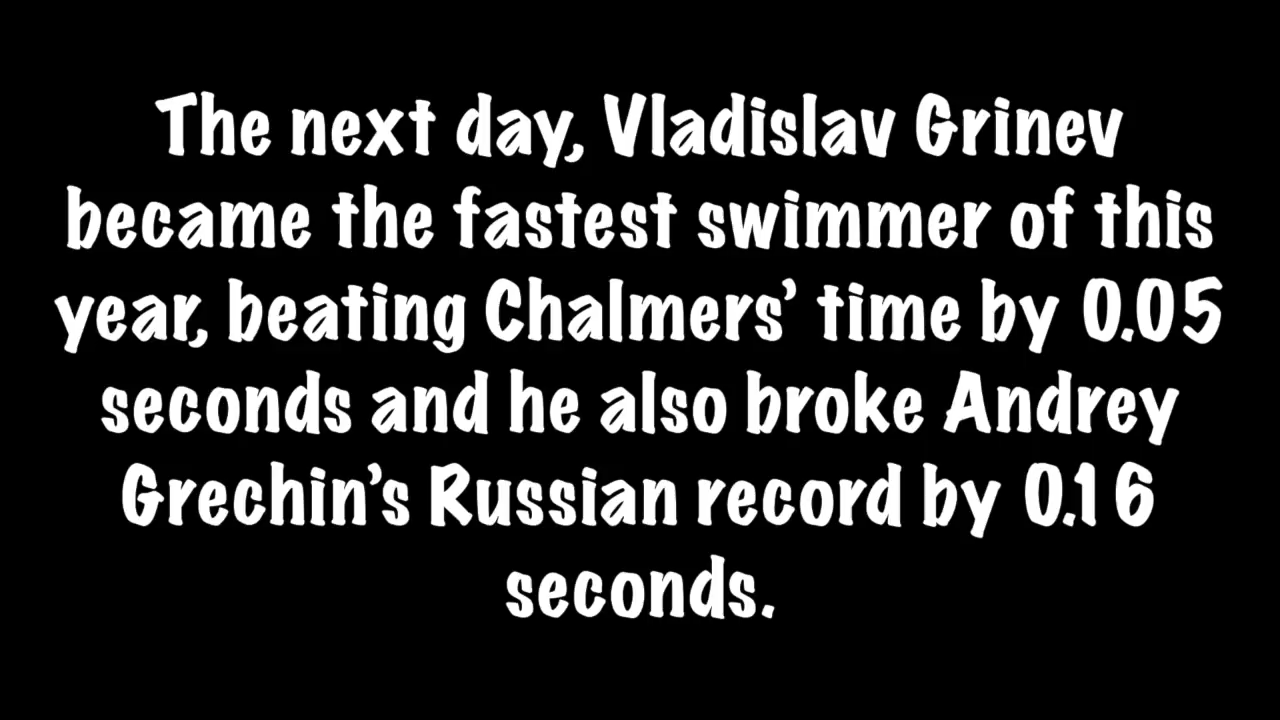 The next day, Vladislav Grinev
became the fastest swimmer of this
year, beating Chalmers’ time by 0.05
seconds and he also broke Andrey
Grechin’s Russian record by 0.16
seconds.